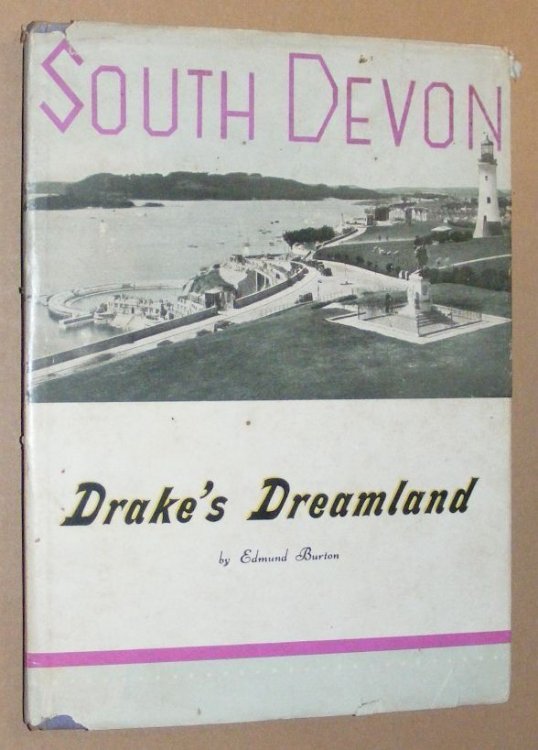 SOUTH DEVON
Drake's Dreamland
by Edmund Burton